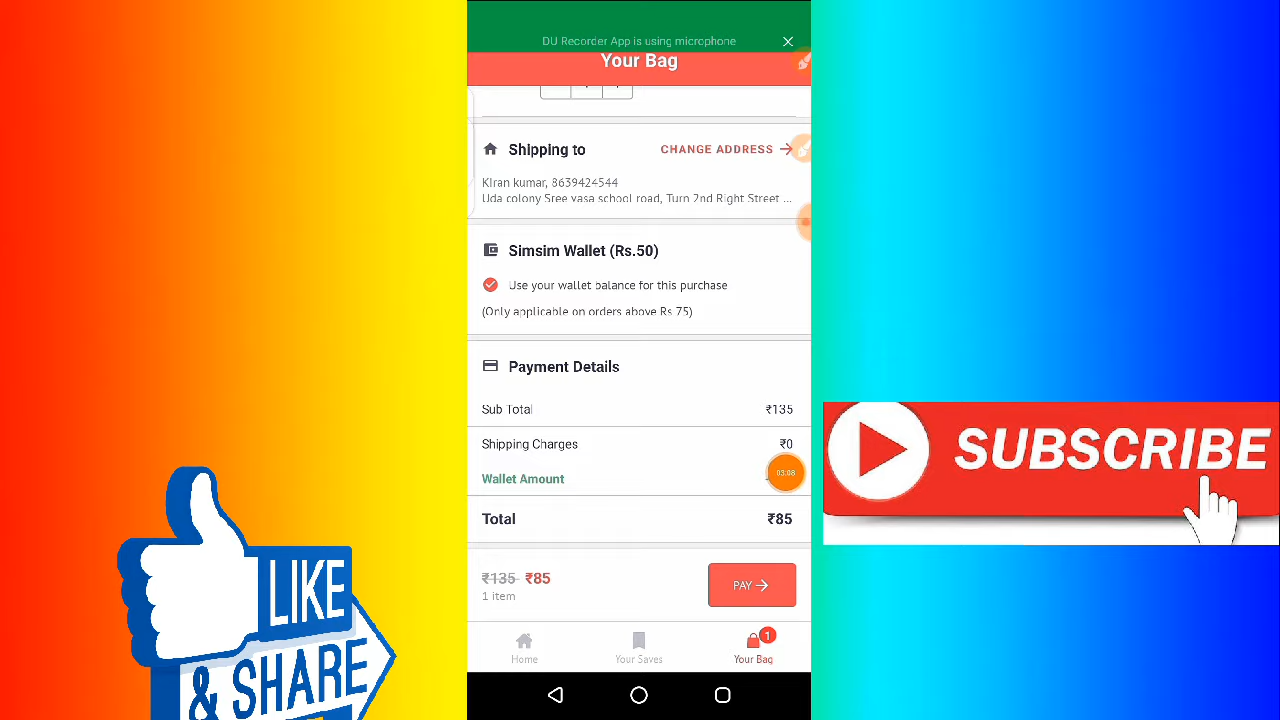 DU Recorder App is using microphone
Your Bag
Shipping to
CHANGE ADDRESS
Kiran kumar, 8639424544
Uda colony Sree vasa school road, Turn 2nd Right Street ...
Simsim Wallet (Rs.50)
Use your wallet balance for this purchase
(Only applicable on orders above Rs 75)
Payment Details
Sub Total ₹135
Shipping Charges ₹0
Wallet Amount
03:08
Total ₹85
₹135 ₹85
1 item
PAY
Home
Your Saves
1
Your Bag
LIKE
& SHARE
SUBSCRIBE